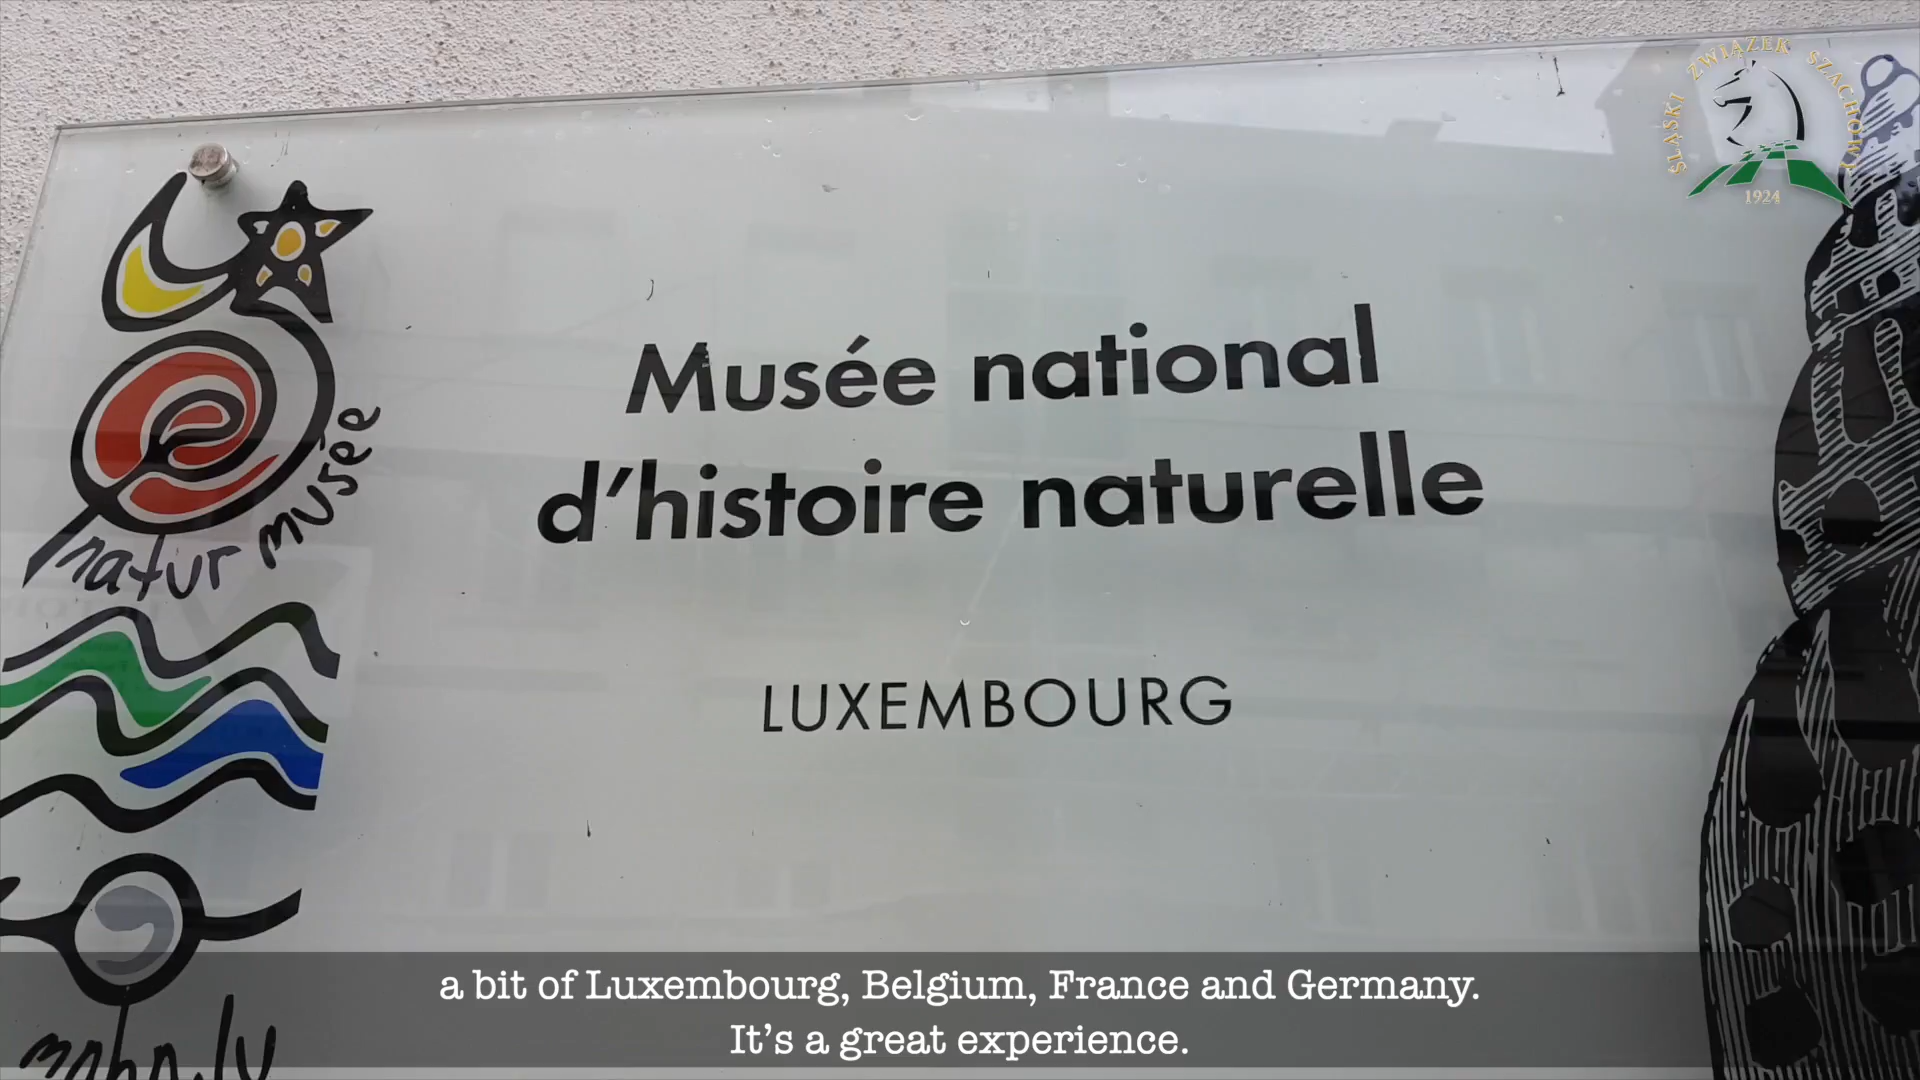 ŚLĄSKI ZWIĄZEK SZACHOWY
1924
Musée national
d'histoire naturelle
LUXEMBOURG
natur musée
mnhn.lu
a bit of Luxembourg, Belgium, France and Germany.
It's a great experience.